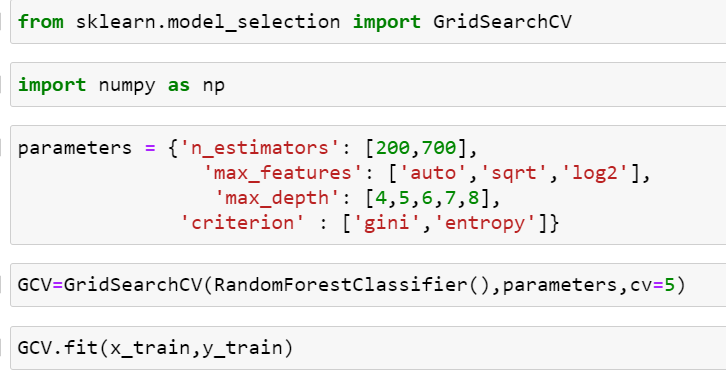 from sklearn.model_selection import GridSearchCV
import numpy as np
parameters = {'n_estimators': [200,700],
'max_features': ['auto','sqrt','log2'],
'max_depth': [4,5,6,7,8],
'criterion' : ['gini','entropy']}
GCV=GridSearchCV(RandomForestClassifier(),parameters,cv=5)
GCV.fit(x_train,y_train)